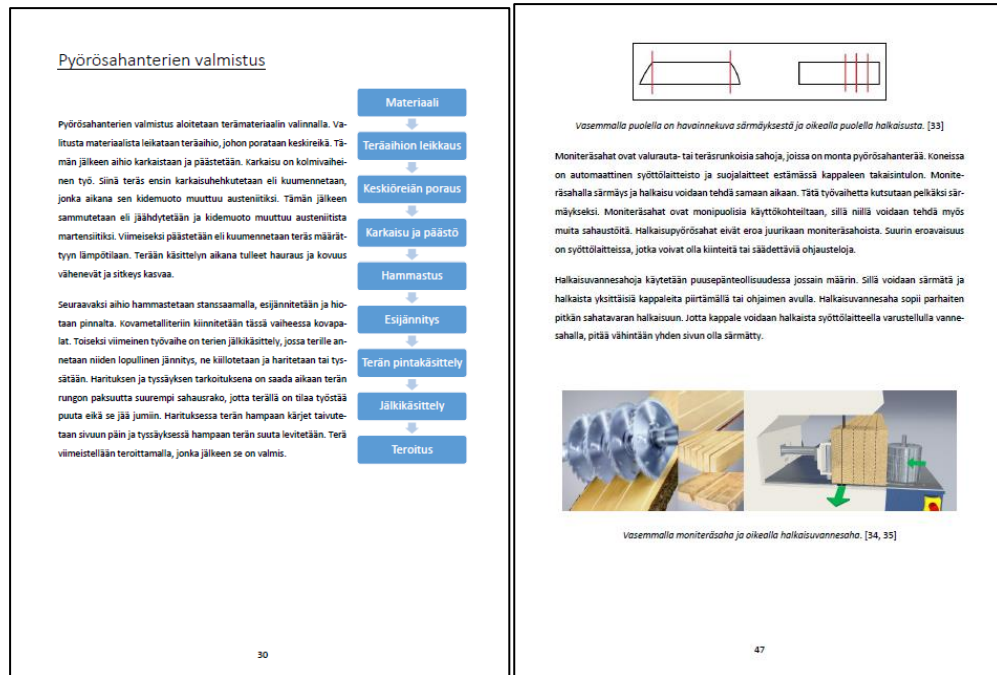 Pyörösahanterien valmistus
Pyörösahanterien valmistus aloitetaan terämateriaalin valinnalla. Va-
litusta materiaalista leikataan teräaihio, johon porataan keskireikä. Tä-
män jälkeen aihio karkaistaan ja päästetään. Karkaisu on kolmivaihei-
nen työ. Siinä teräs ensin karkaisuhehkutetaan eli kuumennetaan,
jonka aikana sen kidemuoto muuttuu austeniitiksi. Tämän jälkeen
sammutetaan eli jäähdytetään ja kidemuoto muuttuu austeniitista
martensiitiksi. Viimeiseksi päästetään eli kuumennetaan teräs määrät-
tyyn lämpötilaan. Terään käsittelyn aikana tulleet hauraus ja kovuus
vähenevät ja sitkeys kasvaa.
Seuraavaksi aihio hammastetaan stanssaamalla, esijännitetään ja hio-
taan pinnalta. Kovametalliteriin kiinnitetään tässä vaiheessa kovapa-
lat. Toiseksi viimeinen työvaihe on terien jälkikäsittely, jossa terille an-
netaan niiden lopullinen jännitys, ne kiillotetaan ja haritetaan tai tys-
sätään. Harituksen ja tyssäyksen tarkoituksena on saada aikaan terän
rungon paksuutta suurempi sahausrako, jotta terällä on tilaa työstää
puuta eikä se jää jumiin. Harituksessa terän hampaan kärjet taivute-
taan sivuun päin ja tyssäyksessä hampaan terän suuta levitetään. Terä
viimeistellään teroittamalla, jonka jälkeen se on valmis.
Materiaali
Teräaihion leikkaus
Keskiöreiän poraus
Karkaisu ja päästö
Hammastus
Esijännitys
Terän pintakäsittely
Jälkikäsittely
Teroitus
30
Vasemmalla puolella on havainnekuva särmäyksestä ja oikealla puolella halkaisusta. [33]
Moniteräsahat ovat valurauta- tai teräsrunkoisia sahoja, joissa on monta pyörösahanterää. Koneissa
on automaattinen syöttölaitteisto ja suojalaitteet estämässä kappaleen takaisintulon. Monite-
räsahalla särmäys ja halkaisu voidaan tehdä samaan aikaan. Tätä työvaihetta kutsutaan pelkäksi sär-
mäykseksi. Moniteräsahat ovat monipuolisia käyttökohteiltaan, sillä niillä voidaan tehdä myös
muita sahaustöitä. Halkaisupyörösahat eivät eroa juurikaan moniteräsahoista. Suurin eroavaisuus
on syöttölaitteissa, jotka voivat olla kiinteitä tai säädettäviä ohjausteloja.
Halkaisuvannesahoja käytetään puusepänteollisuudessa jossain määrin. Sillä voidaan särmätä ja
halkaista yksittäisiä kappaleita piirtämällä tai ohjaimen avulla. Halkaisuvannesaha sopii parhaiten
pitkän sahatavaran halkaisuun. Jotta kappale voidaan halkaista syöttölaitteella varustellulla vanne-
sahalla, pitää vähintään yhden sivun olla särmätty.
Vasemmalla moniteräsaha ja oikealla halkaisuvannesaha. [34, 35]
47